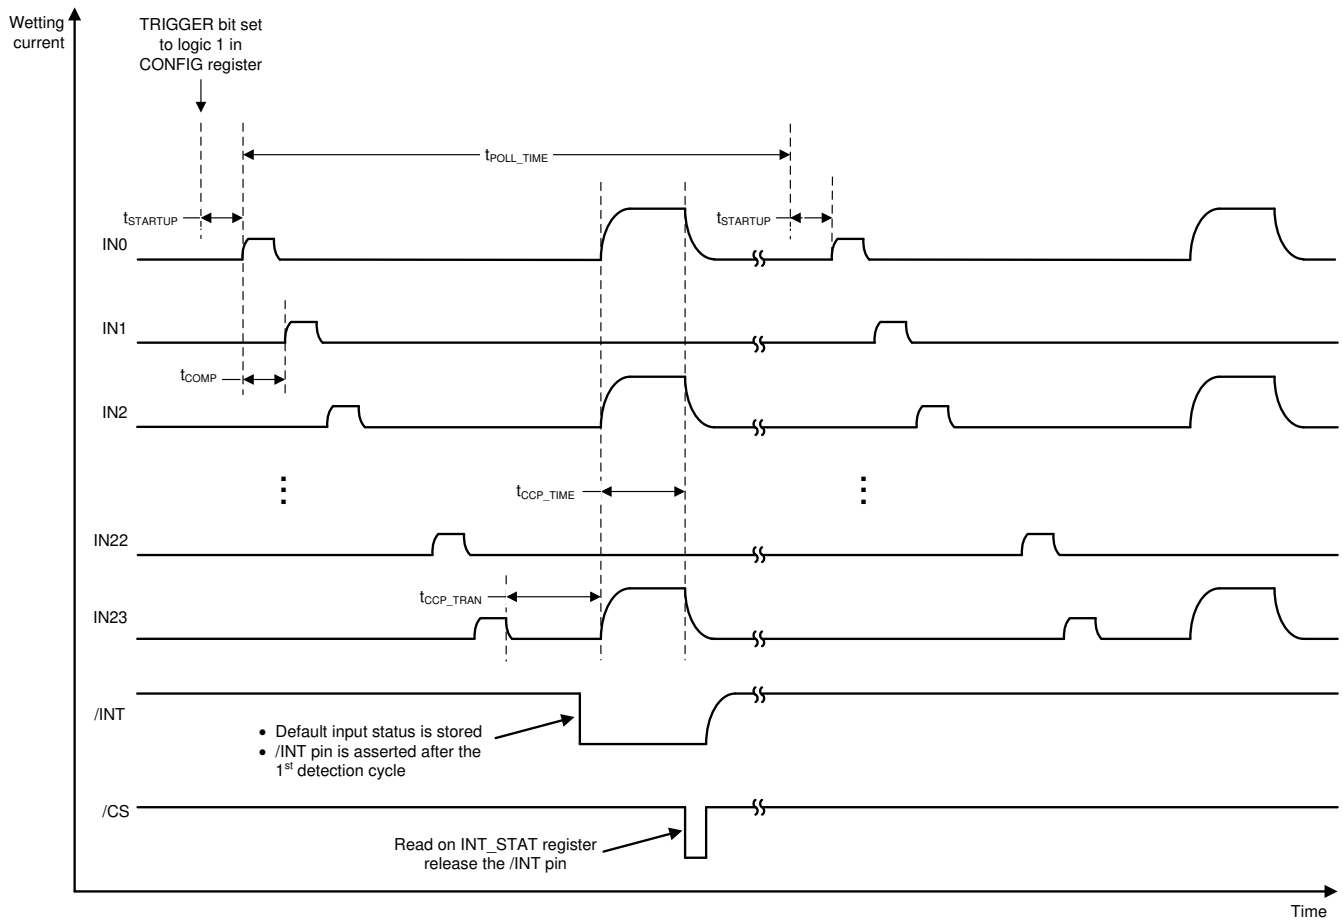 Wetting
current
TRIGGER bit set
to logic 1 in
CONFIG register
tPOLL_TIME
tSTARTUP
tSTARTUP
IN0
IN1
tCOMP
IN2
tCCP_TIME
IN22
tCCP_TRAN
IN23
/INT
• Default input status is stored
• /INT pin is asserted after the
1st detection cycle
/CS
Read on INT_STAT register
release the /INT pin
Time